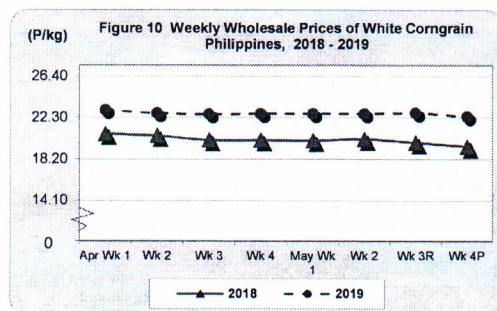 (P/kg)
Figure 10 Weekly Wholesale Prices of White Corngrain
Philippines, 2018 - 2019
26.40
22.30
18.20
14.10
0
Apr Wk 1 Wk 2 Wk 3 Wk 4 May Wk 1 Wk 2 Wk 3R Wk 4P
2018 2019